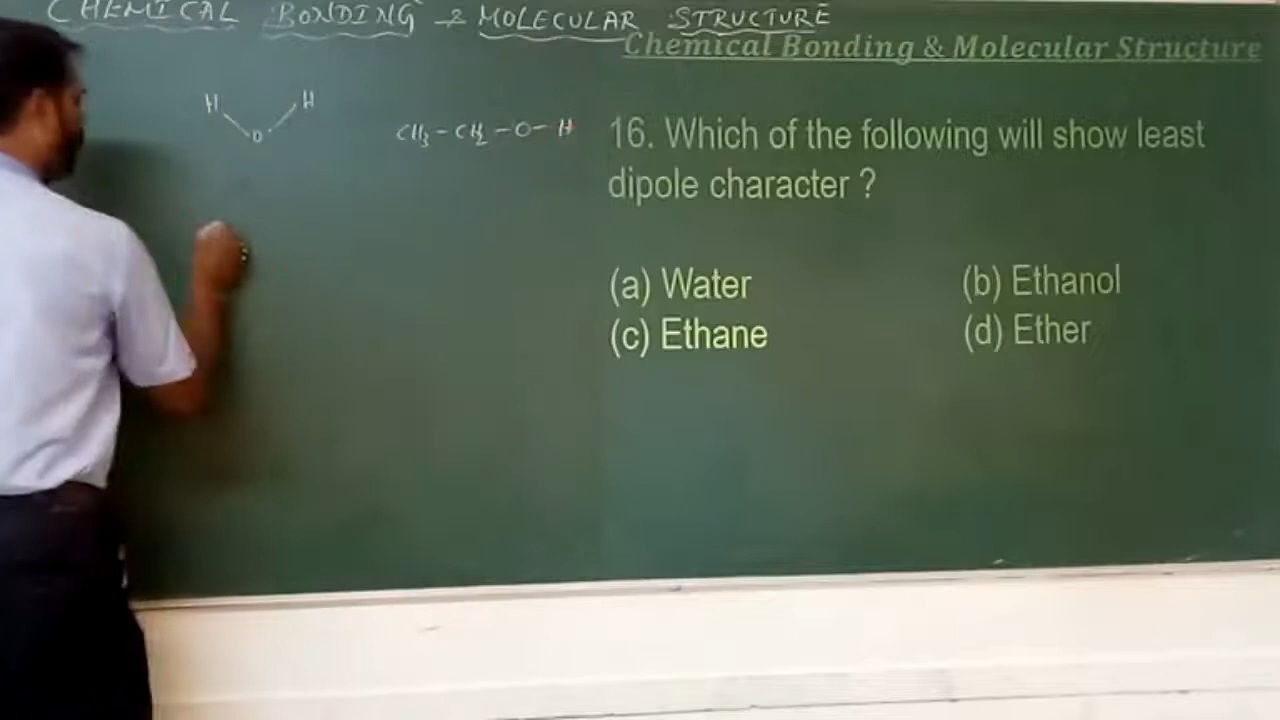 CHEMICAL BONDING & MOLECULAR STRUCTURE
Chemical Bonding & Molecular Structure
H H
O
CH3 - CH2 - O - H
16. Which of the following will show least
dipole character ?
(a) Water (b) Ethanol
(c) Ethane (d) Ether